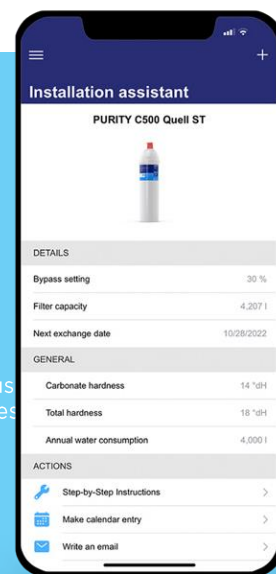 Installation assistant
PURITY C500 Quell ST
DETAILS
Bypass setting 30 %
Filter capacity 4,207 l
Next exchange date 10/28/2022
GENERAL
Carbonate hardness 14 °dH
Total hardness 18 °dH
Annual water consumption 4,000 l
ACTIONS
Step-by-Step Instructions
Make calendar entry
Write an email